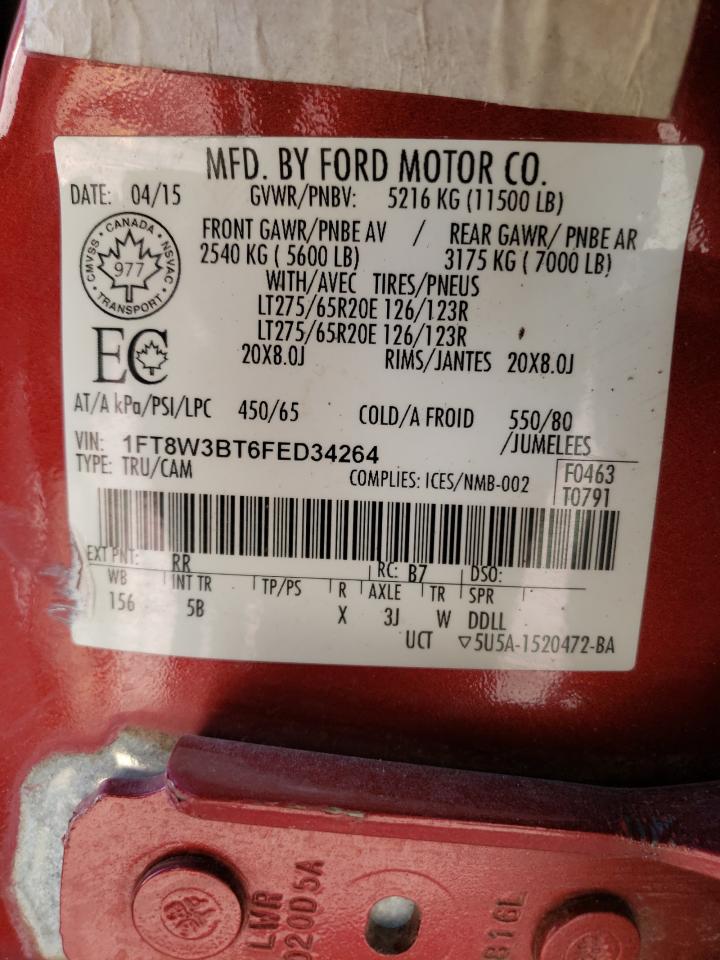 MFD. BY FORD MOTOR CO.
DATE: 04/15 GVWR/PNBV: 5216 KG (11500 LB)
FRONT GAWR/PNBE AV / REAR GAWR/ PNBE AR
2540 KG ( 5600 LB) 3175 KG ( 7000 LB)
WITH/AVEC TIRES/PNEUS
LT275/65R20E 126/123R
LT275/65R20E 126/123R
20X8.0J RIMS/JANTES 20X8.0J
CMVSS • CANADA • NSVAC • TRANSPORT •
977
EC
AT/A kPa/PSI/LPC 450/65 COLD/A FROID 550/80
/JUMELEES
VIN: 1FT8W3BT6FED34264
TYPE: TRU/CAM COMPLIES: ICES/NMB-002
F0463
T0791
EXT PNT: RR RC: B7 DSO:
WB INT TR TP/PS R AXLE TR SPR
156 5B X 3J W DDLL
UCT ▽5U5A-1520472-BA
LWR
020D5A
B16L